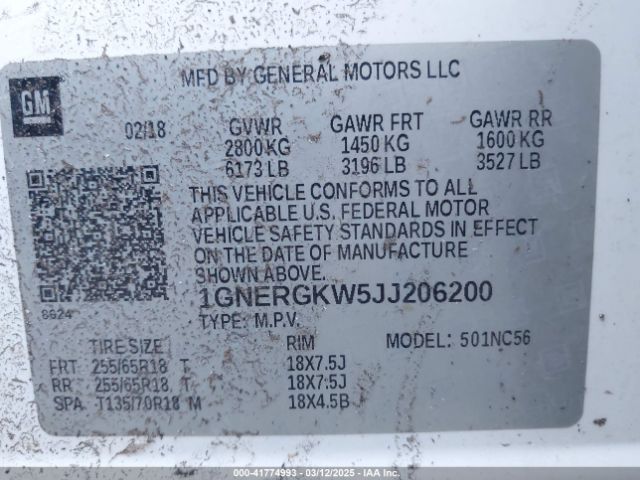 GM
MFD BY GENERAL MOTORS LLC
02/18 GVWR GAWR FRT GAWR RR
2800 KG 1450 KG 1600 KG
6173 LB 3196 LB 3527 LB
THIS VEHICLE CONFORMS TO ALL
APPLICABLE U.S. FEDERAL MOTOR
VEHICLE SAFETY STANDARDS IN EFFECT
ON THE DATE OF MANUFACTURE
SHOWN ABOVE.
1GNERGKW5JJ206200
8624
TYPE: M.P.V. MODEL: 501NC56
TIRE SIZE RIM
FRT 255/65R18 T 18X7.5J
RR 255/65R18 T 18X7.5J
SPA T135/70R18 M 18X4.5B
000-41774993 - 03/12/2025 - IAA Inc.